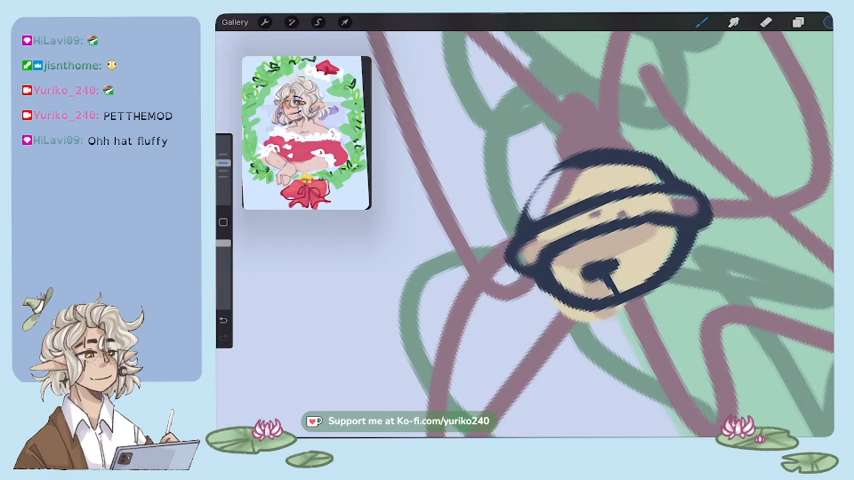 Gallery
HiLavi09:
jisnthome:
Yuriko_240:
Yuriko_240: PETTHEMOD
HiLavi09: Ohh hat fluffy
Support me at Ko-fi.com/yuriko240